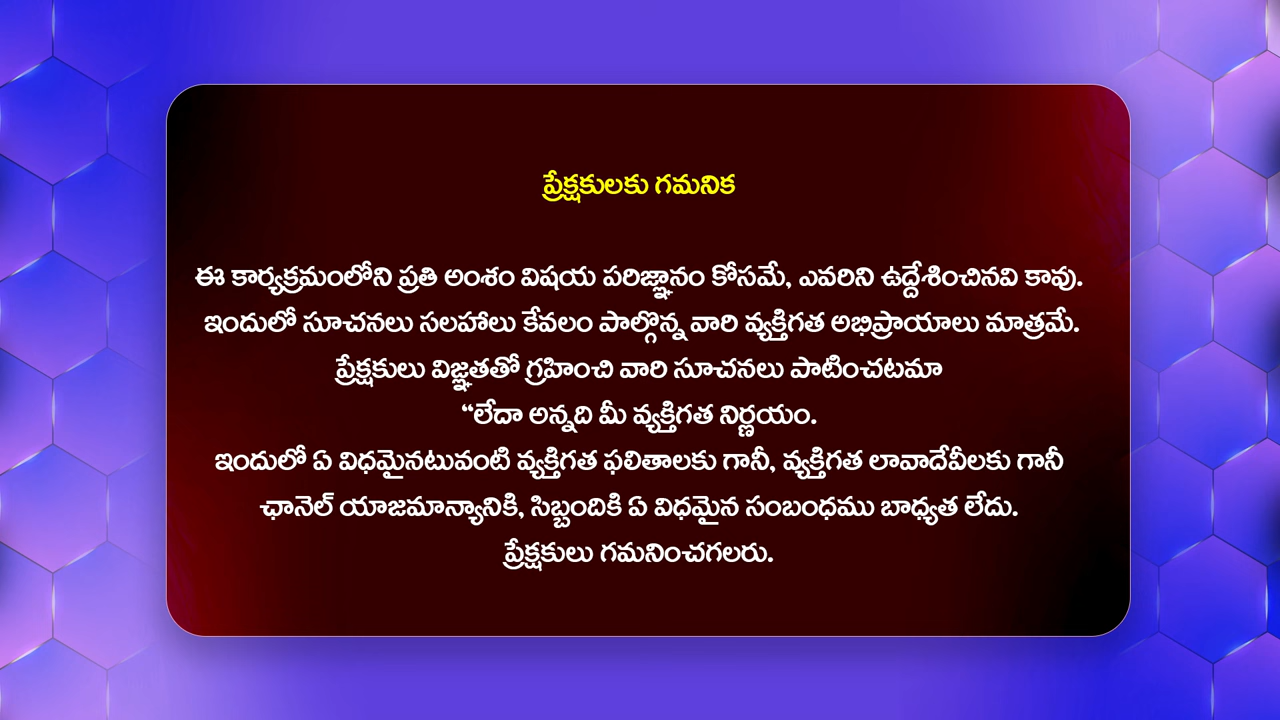 ప్రేక్షకులకు గమనిక
ఈ కార్యక్రమంలోని ప్రతి అంశం విషయ పరిజ్ఞానం కోసమే, ఎవరిని ఉద్దేశించినవి కావు.
ఇందులో సూచనలు సలహాలు కేవలం పాల్గొన్న వారి వ్యక్తిగత అభిప్రాయాలు మాత్రమే.
ప్రేక్షకులు విజ్ఞతతో గ్రహించి వారి సూచనలు పాటించటమా
“లేదా అన్నది మీ వ్యక్తిగత నిర్ణయం.
ఇందులో ఏ విధమైనటువంటి వ్యక్తిగత ఫలితాలకు గానీ, వ్యక్తిగత లావాదేవీలకు గానీ
ఛానెల్ యాజమాన్యానికి, సిబ్బందికి ఏ విధమైన సంబంధము బాధ్యత లేదు.
ప్రేక్షకులు గమనించగలరు.